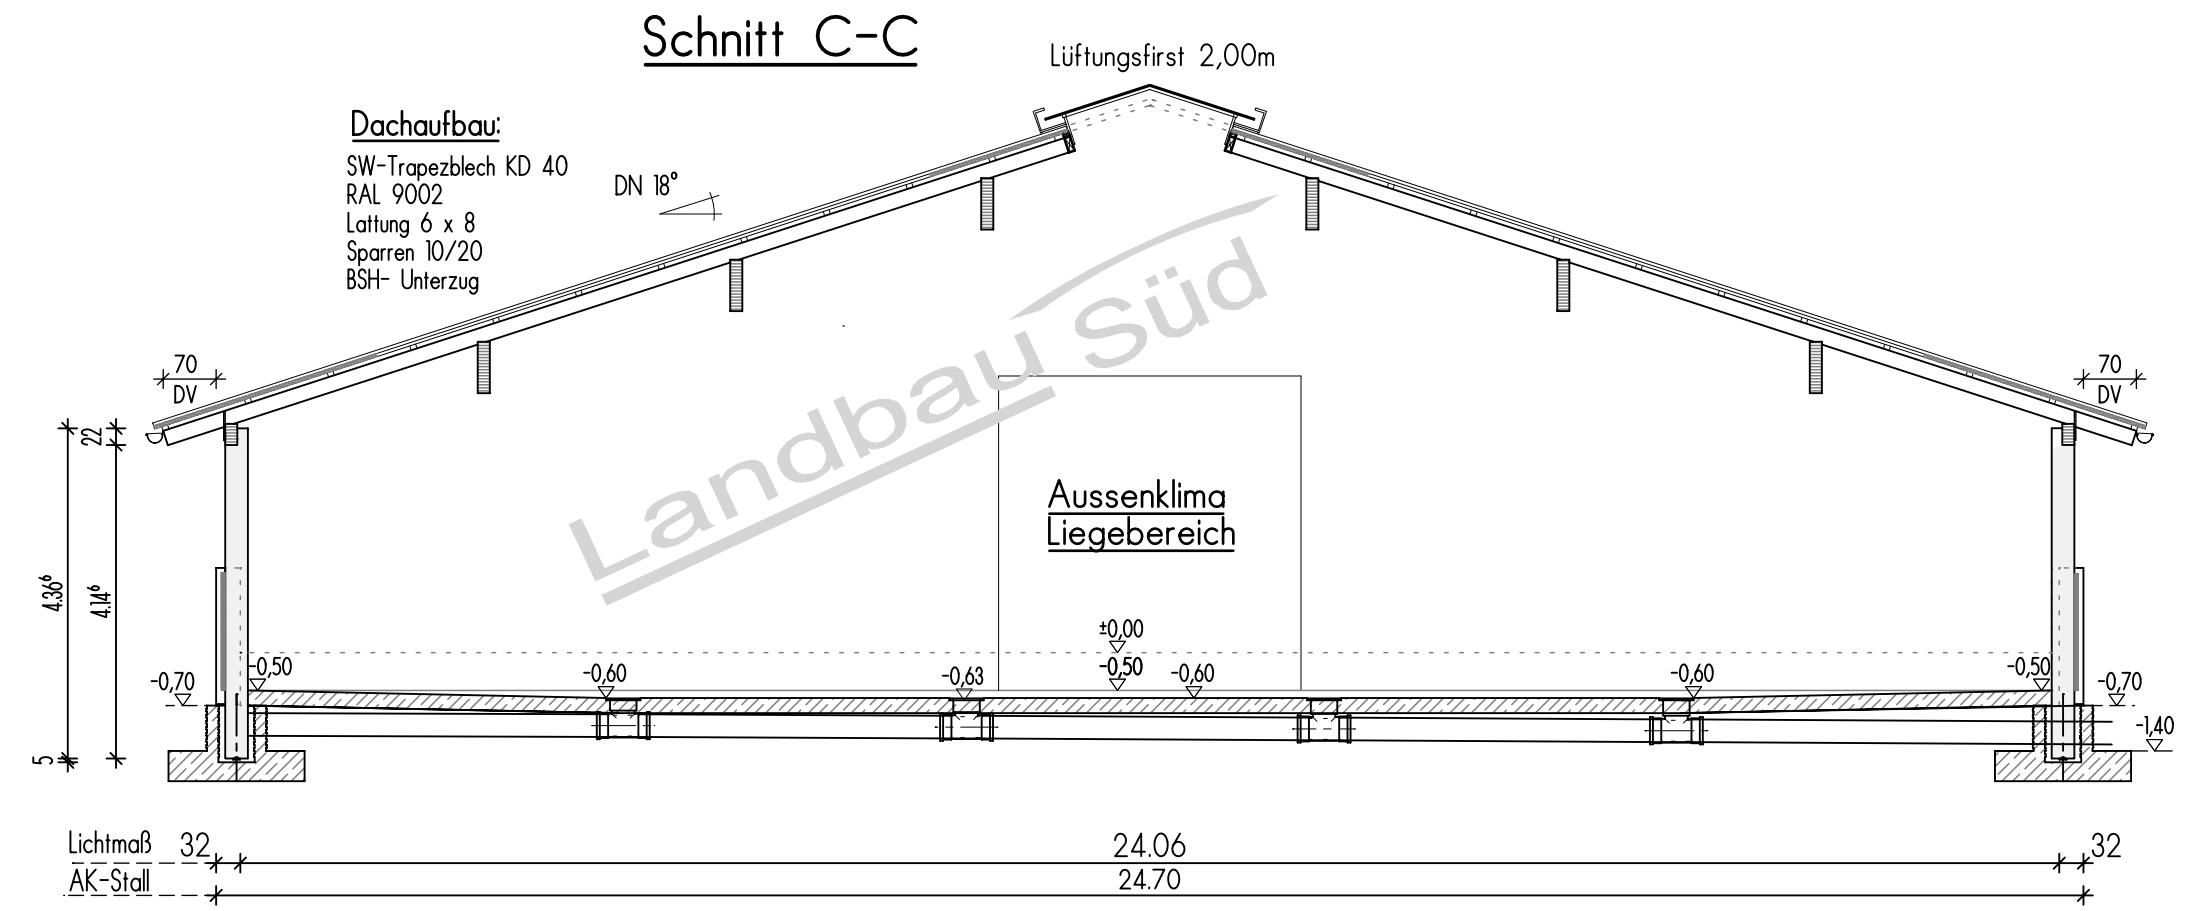 Schnitt C-C
Lüftungsfirst 2,00m
Dachaufbau:
SW-Trapezblech KD 40
RAL 9002
Lattung 6 x 8
Sparren 10/20
BSH- Unterzug
DN 18°
70
DV
70
DV
22
4.36⁶
4.14⁶
5
Landbau Süd
Aussenklima
Liegebereich
±0,00
-0,50
-0,60
-0,63
-0,50
-0,60
-0,60
-0,50
-0,70
-0,70
-1,40
Lichtmaß 32 24.06 32
AK-Stall 24.70